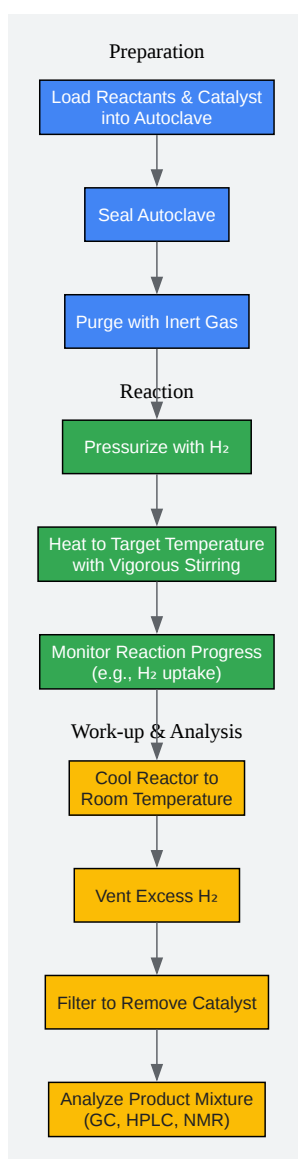 Preparation
Load Reactants & Catalyst
into Autoclave
Seal Autoclave
Purge with Inert Gas
Reaction
Pressurize with H₂
Heat to Target Temperature
with Vigorous Stirring
Monitor Reaction Progress
(e.g., H₂ uptake)
Work-up & Analysis
Cool Reactor to
Room Temperature
Vent Excess H₂
Filter to Remove Catalyst
Analyze Product Mixture
(GC, HPLC, NMR)